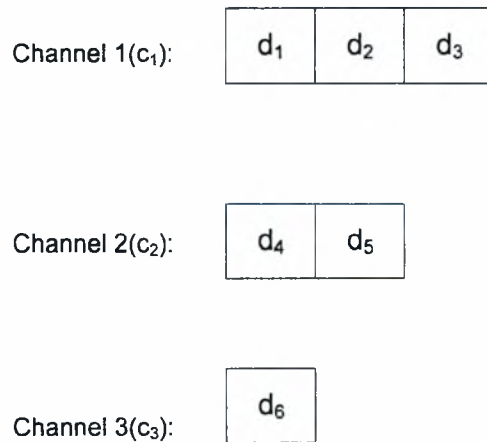 Channel 1(c₁): d₁ d₂ d₃
Channel 2(c₂): d₄ d₅
Channel 3(c₃): d₆